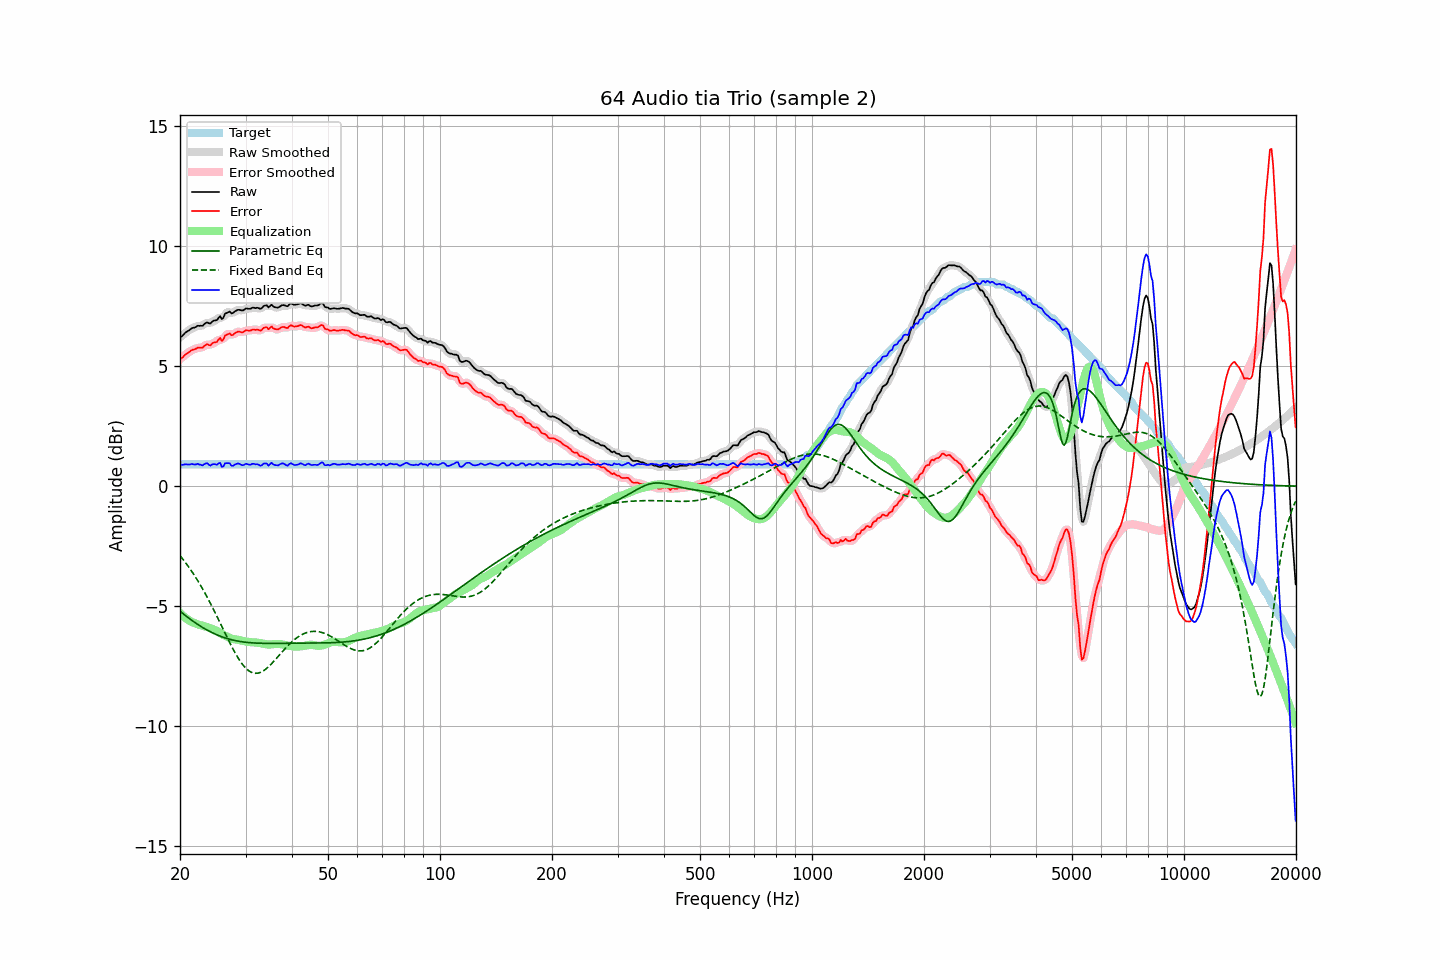 64 Audio tia Trio (sample 2)
Target
Raw Smoothed
Error Smoothed
Raw
Error
Equalization
Parametric Eq
Fixed Band Eq
Equalized
Amplitude (dBr)
15
10
5
0
−5
−10
−15
20 50 100 200 500 1000 2000 5000 10000 20000
Frequency (Hz)